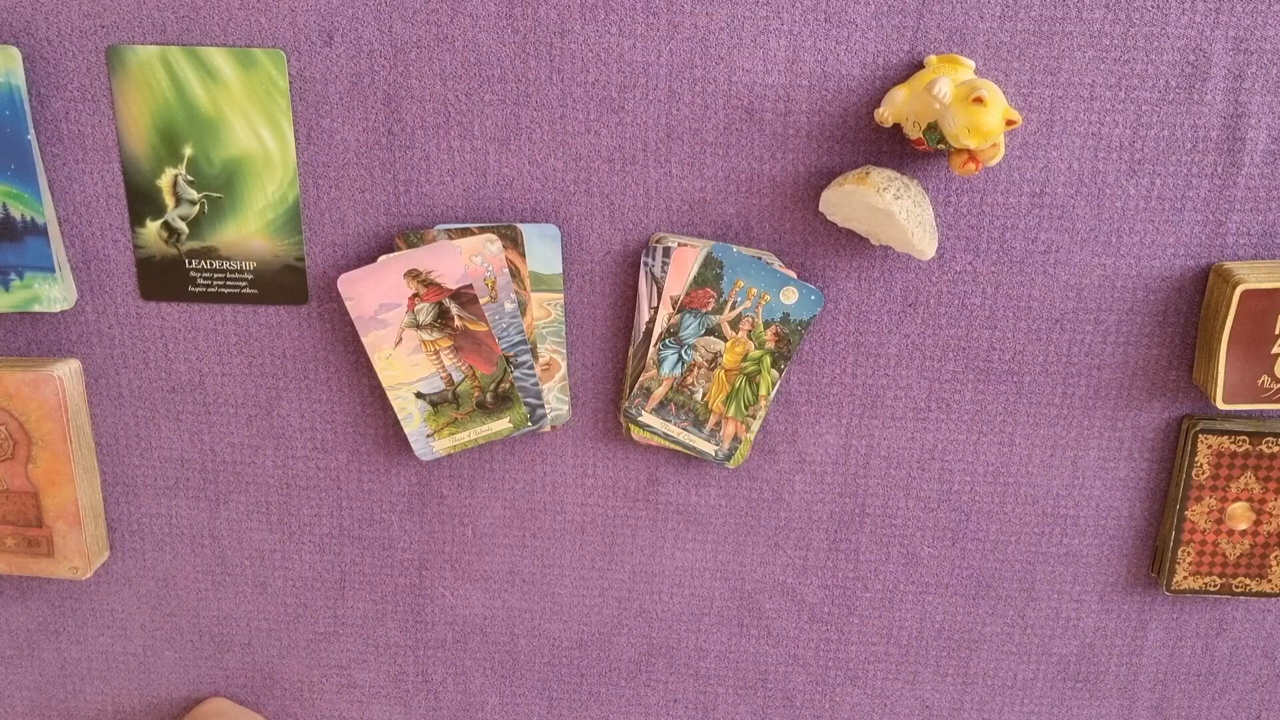 LEADERSHIP
Step into your leadership.
Share your message.
Inspire and empower others.
Three of Wands
Three of Cups